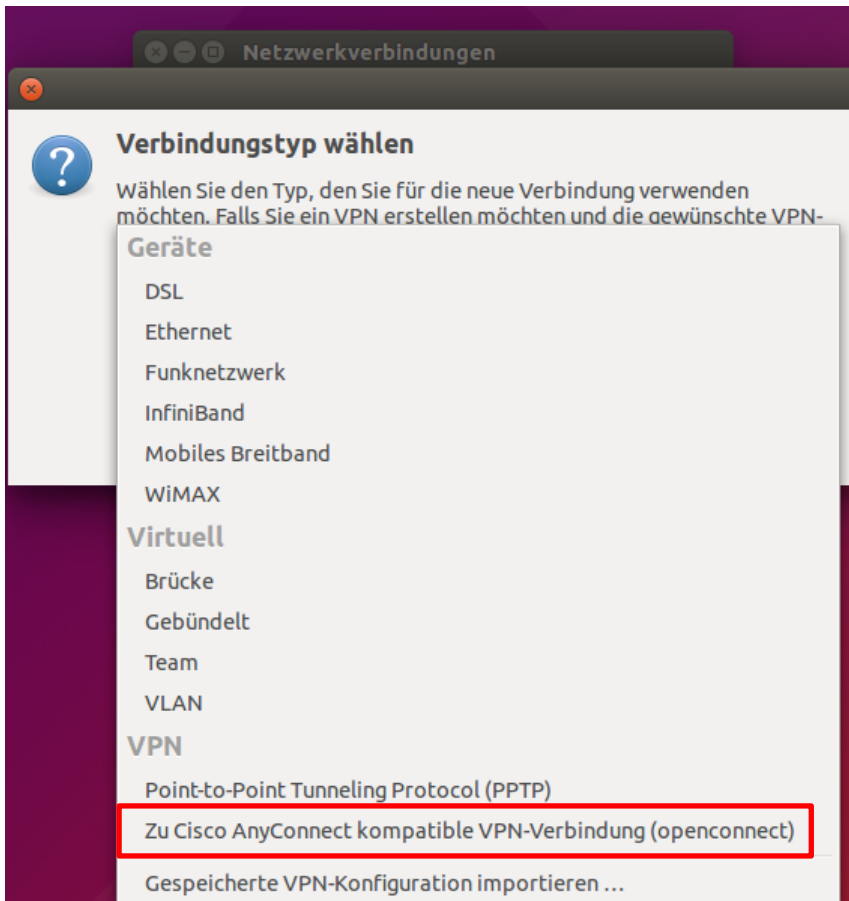 Netzwerkverbindungen
Verbindungstyp wählen
Wählen Sie den Typ, den Sie für die neue Verbindung verwenden
möchten. Falls Sie ein VPN erstellen möchten und die gewünschte VPN-
Geräte
DSL
Ethernet
Funknetzwerk
InfiniBand
Mobiles Breitband
WiMAX
Virtuell
Brücke
Gebündelt
Team
VLAN
VPN
Point-to-Point Tunneling Protocol (PPTP)
Zu Cisco AnyConnect kompatible VPN-Verbindung (openconnect)
Gespeicherte VPN-Konfiguration importieren …